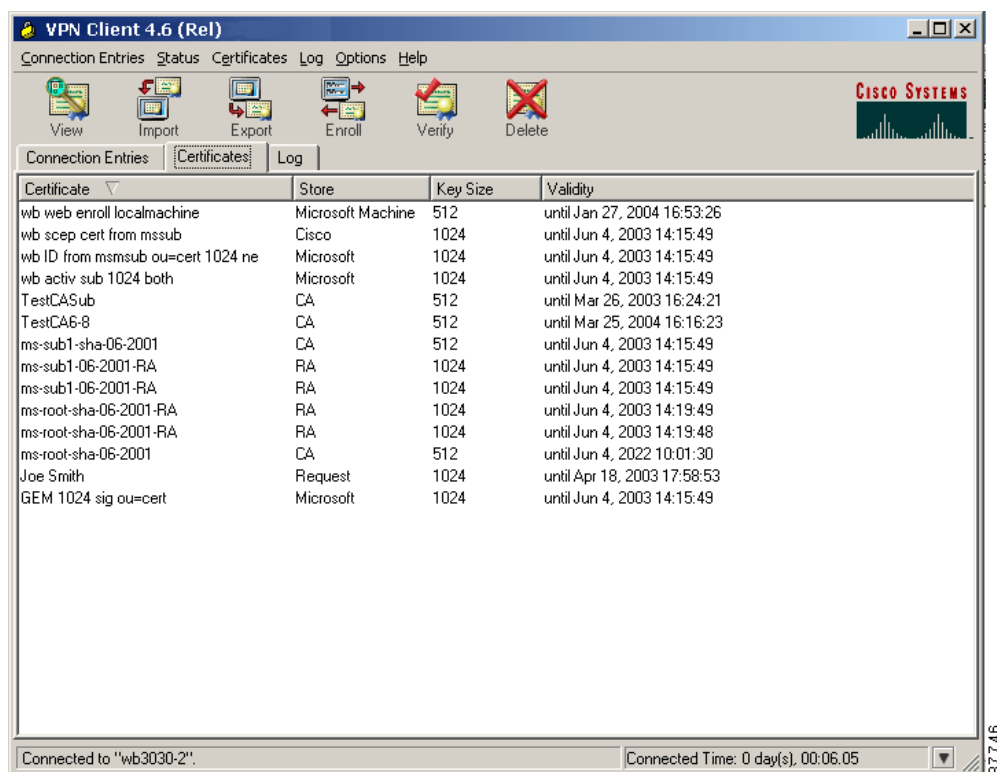 VPN Client 4.6 (Rel)
Connection Entries Status Certificates Log Options Help
View Import Export Enroll Verify Delete
CISCO SYSTEMS
Connection Entries Certificates Log
Certificate Store Key Size Validity
wb web enroll localmachine Microsoft Machine 512 until Jan 27, 2004 16:53:26
wb scep cert from mssub Cisco 1024 until Jun 4, 2003 14:15:49
wb ID from msmsub ou=cert 1024 ne Microsoft 1024 until Jun 4, 2003 14:15:49
wb activ sub 1024 both Microsoft 1024 until Jun 4, 2003 14:15:49
TestCASub CA 512 until Mar 26, 2003 16:24:21
TestCA6-8 CA 512 until Mar 25, 2004 16:16:23
ms-sub1-sha-06-2001 CA 512 until Jun 4, 2003 14:15:49
ms-sub1-06-2001-RA RA 1024 until Jun 4, 2003 14:15:49
ms-sub1-06-2001-RA RA 1024 until Jun 4, 2003 14:15:49
ms-root-sha-06-2001-RA RA 1024 until Jun 4, 2003 14:19:49
ms-root-sha-06-2001-RA RA 1024 until Jun 4, 2003 14:19:48
ms-root-sha-06-2001 CA 512 until Jun 4, 2022 10:01:30
Joe Smith Request 1024 until Apr 18, 2003 17:58:53
GEM 1024 sig ou=cert Microsoft 1024 until Jun 4, 2003 14:15:49
Connected to "wb3030-2". Connected Time: 0 day(s), 00:06.05